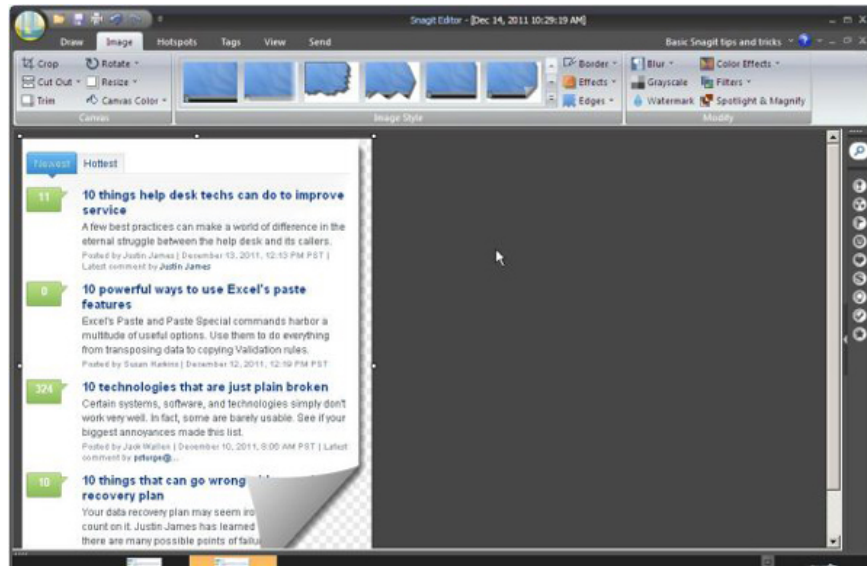 Snagit Editor - [Dec 14, 2011 10:29:19 AM]
Draw Image Hotspots Tags View Send Basic Snagit tips and tricks
Crop Rotate Border Blur Color Effects
Cut Out Resize Effects Grayscale Filters
Trim Canvas Color Edges Watermark Spotlight & Magnify
Canvas Image Style Modify
Newest Hottest
11 10 things help desk techs can do to improve
service
A few best practices can make a world of difference in the
eternal struggle between the help desk and its callers.
Posted by Justin James | December 13, 2011, 12:13 PM PST |
Latest comment by Justin James
0 10 powerful ways to use Excel's paste
features
Excel's Paste and Paste Special commands harbor a
multitude of useful options. Use them to do everything
from transposing data to copying Validation rules.
Posted by Susan Harkins | December 12, 2011, 12:19 PM PST
324 10 technologies that are just plain broken
Certain systems, software, and technologies simply don't
work very well. In fact, some are barely usable. See if your
biggest annoyances made this list.
Posted by Jack Wallen | December 10, 2011, 8:00 AM PST | Latest
comment by
10 10 things that can go wrong
recovery plan
Your data recovery plan may seem
count on it. Justin James has learned
there are many possible points of